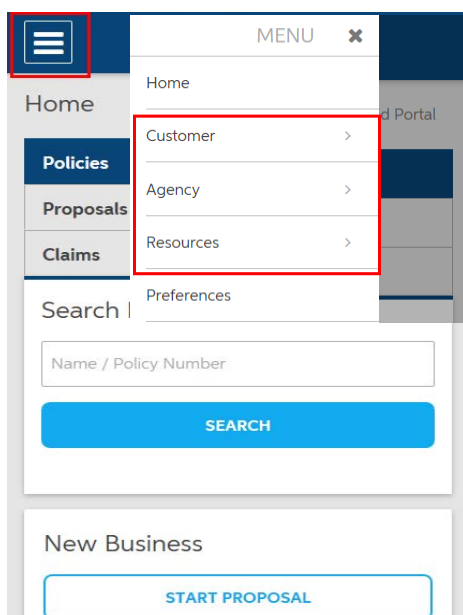 MENU ✖
Home
Home
Customer >
d Portal
Policies
Agency >
Proposals
Resources >
Claims
Preferences
Search
Name / Policy Number
SEARCH
New Business
START PROPOSAL